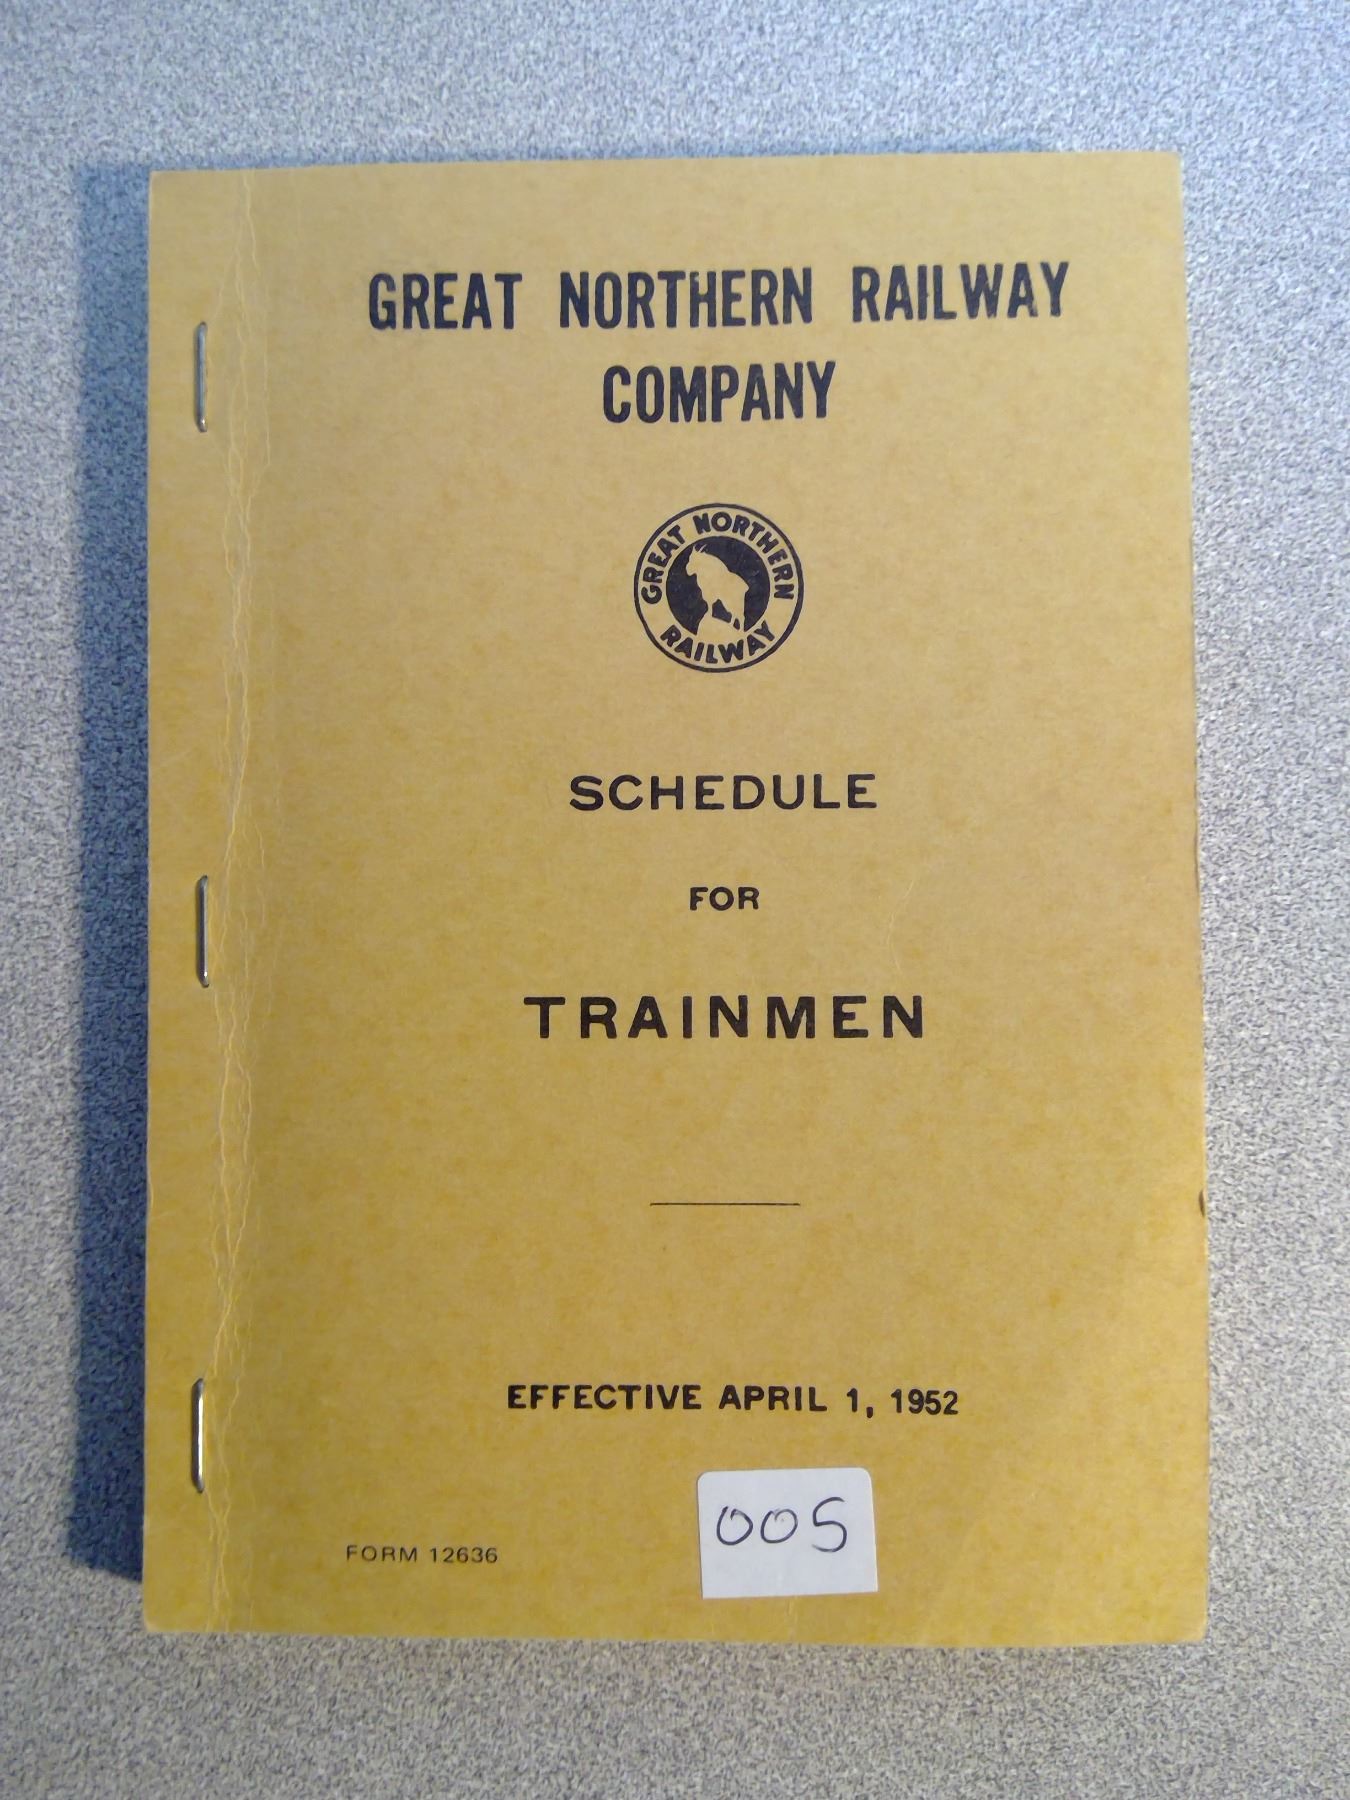 GREAT NORTHERN RAILWAY
COMPANY
GREAT NORTHERN
RAILWAY
SCHEDULE
FOR
TRAINMEN
EFFECTIVE APRIL 1, 1952
005
FORM 12636